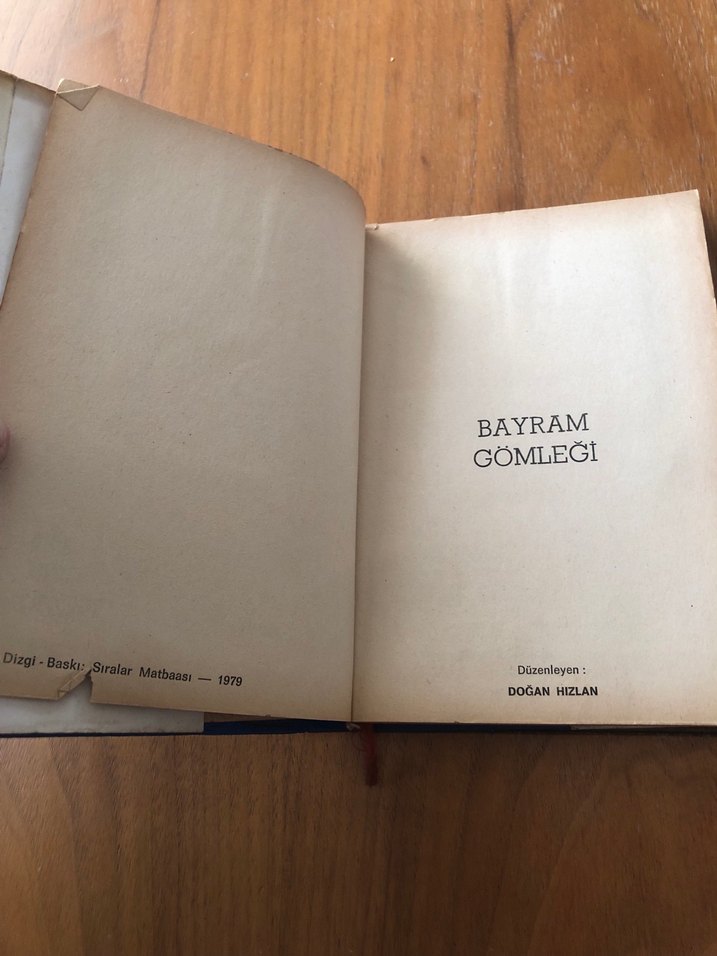 Dizgi - Baskı: Sıralar Matbaası — 1979
BAYRAM
GÖMLEĞİ
Düzenleyen :
DOĞAN HIZLAN